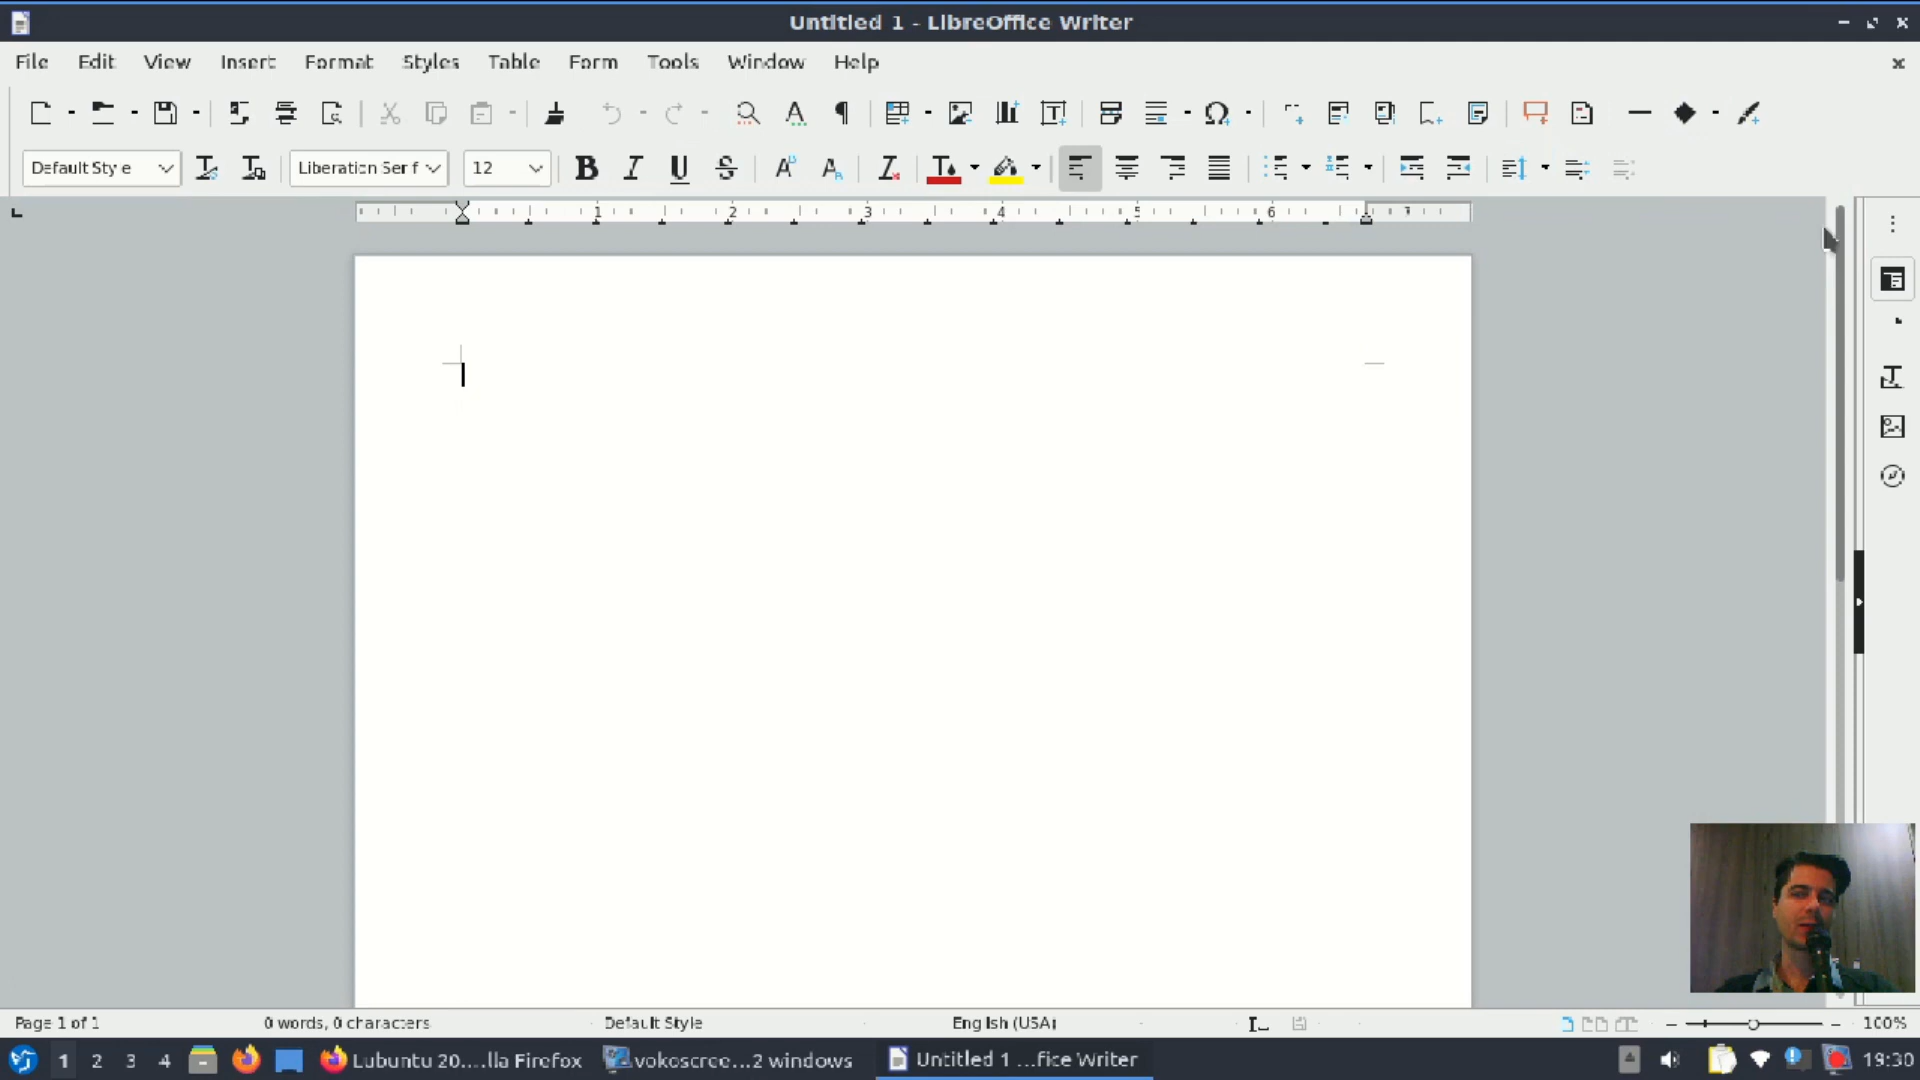 Untitled 1 - LibreOffice Writer
File Edit View Insert Format Styles Table Form Tools Window Help
Default Style Liberation Serif 12
1 2 3 4 5 6 7
Page 1 of 1 0 words, 0 characters Default Style English (USA) 100%
1 2 3 4 Lubuntu 20....lla Firefox vokoscree...2 windows Untitled 1 ...fice Writer 19:30